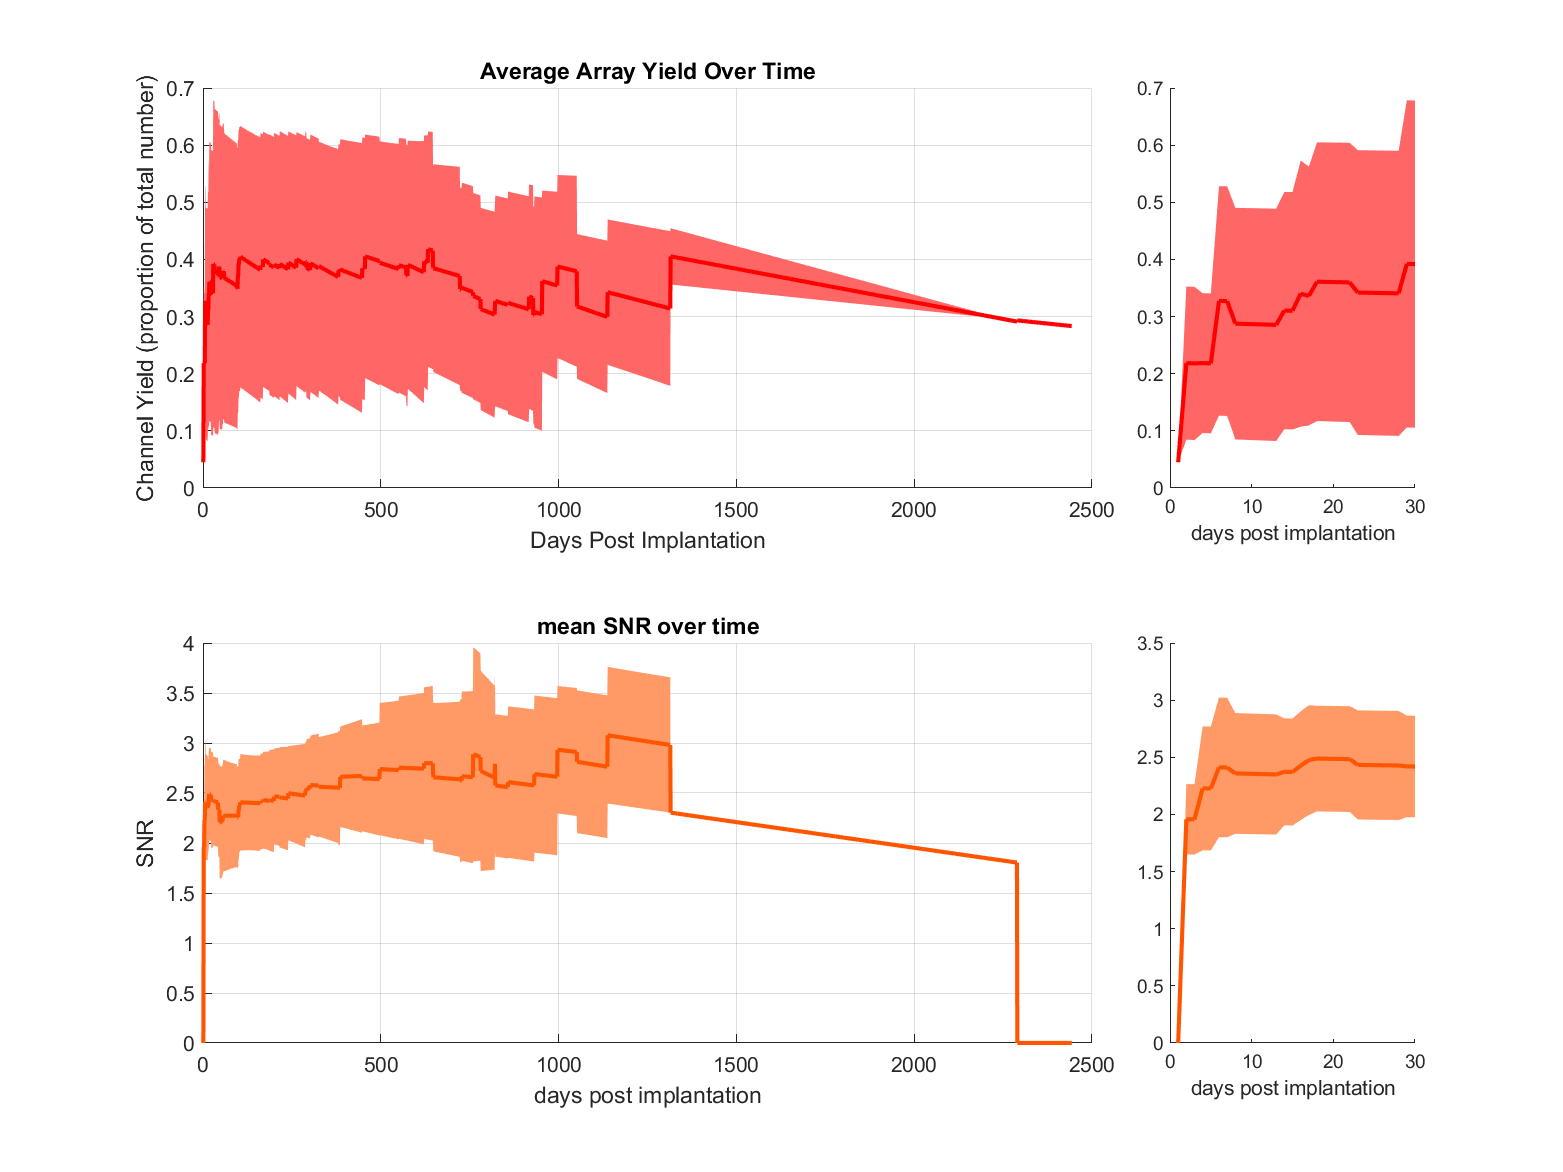 Average Array Yield Over Time
Channel Yield (proportion of total number)
0.7
0.6
0.5
0.4
0.3
0.2
0.1
0
0 500 1000 1500 2000 2500
Days Post Implantation
0.7
0.6
0.5
0.4
0.3
0.2
0.1
0
0 10 20 30
days post implantation
mean SNR over time
SNR
4
3.5
3
2.5
2
1.5
1
0.5
0
0 500 1000 1500 2000 2500
days post implantation
3.5
3
2.5
2
1.5
1
0.5
0
0 10 20 30
days post implantation